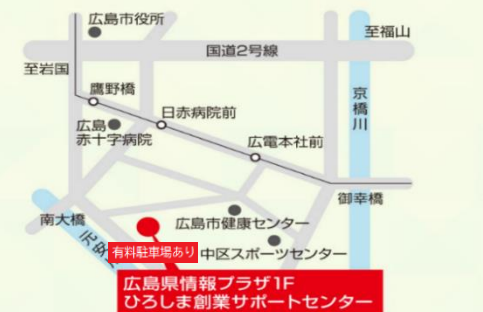 広島市役所
至福山
国道2号線
至岩国
鷹野橋
京橋川
日赤病院前
広島
赤十字病院
広電本社前
御幸橋
南大橋
広島市健康センター
元安
有料駐車場あり
中区スポーツセンター
広島県情報プラザ1F
ひろしま創業サポートセンター